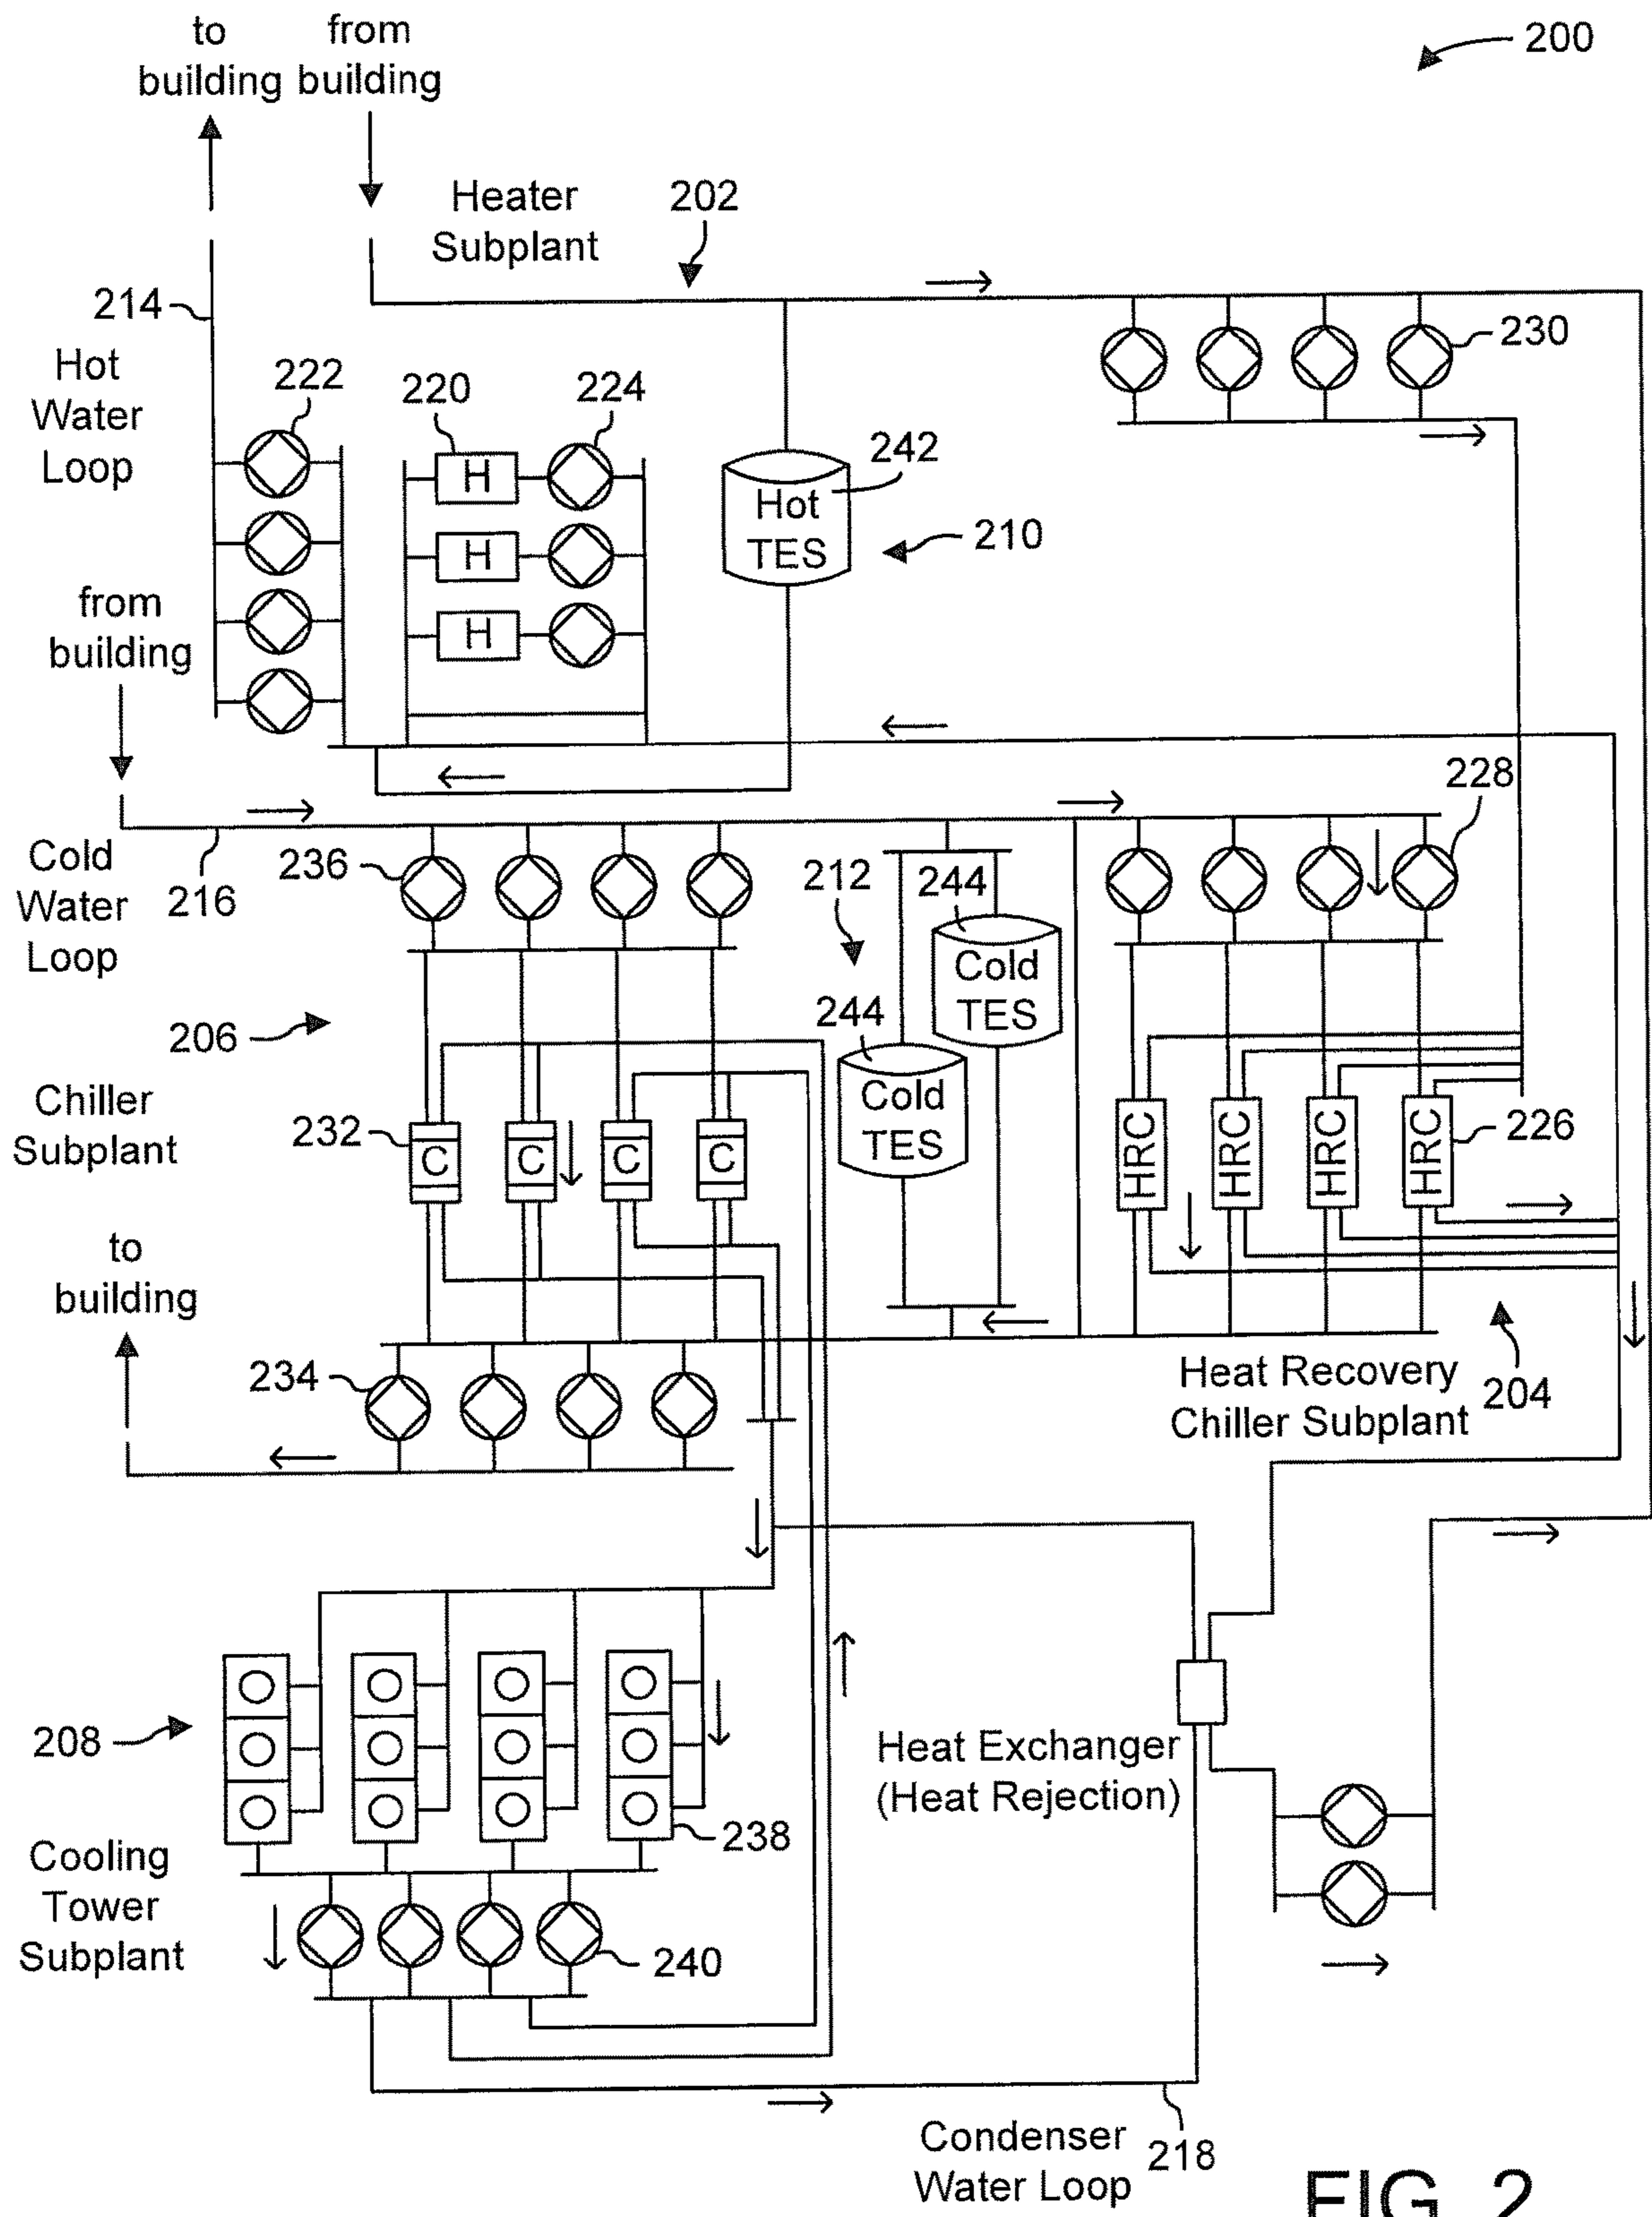 to from
building building
200
Heater
Subplant
202
214
Hot
Water
Loop
222
220
224
230
H
H
H
Hot
TES
242
210
from
building
228
Cold
Water
Loop
216
236
212
244
Cold
TES
244
Cold
TES
206
Chiller
Subplant
232
C
C
C
C
HRC
HRC
HRC
HRC
226
to
building
234
Heat Recovery
Chiller Subplant
204
208
Heat Exchanger
(Heat Rejection)
238
Cooling
Tower
Subplant
240
Condenser
Water Loop
218
FIG. 2